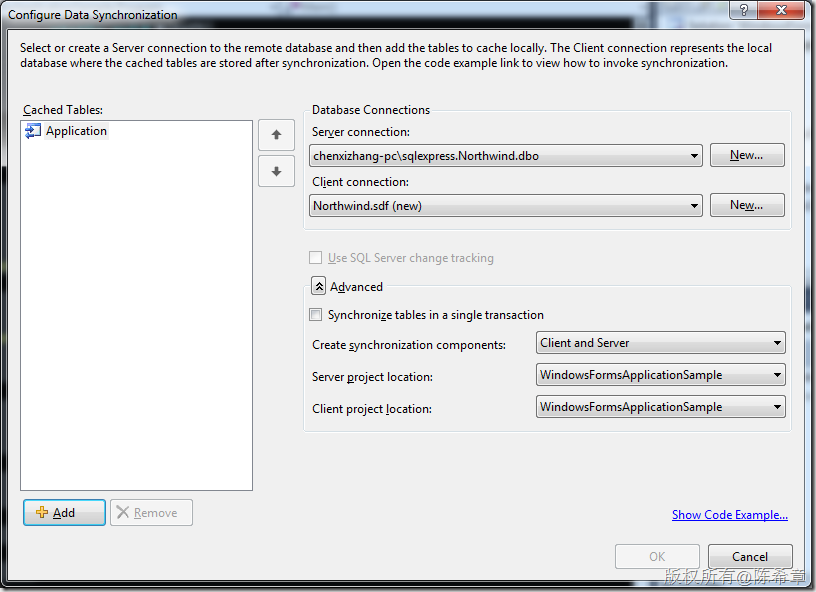 Configure Data Synchronization
Select or create a Server connection to the remote database and then add the tables to cache locally. The Client connection represents the local
database where the cached tables are stored after synchronization. Open the code example link to view how to invoke synchronization.
Cached Tables:
Application
Database Connections
Server connection:
chenxizhang-pc\sqlexpress.Northwind.dbo
New...
Client connection:
Northwind.sdf (new)
New...
Use SQL Server change tracking
Advanced
Synchronize tables in a single transaction
Create synchronization components:
Client and Server
Server project location:
WindowsFormsApplicationSample
Client project location:
WindowsFormsApplicationSample
Add
Remove
Show Code Example...
OK
Cancel
版权所有@陈希章